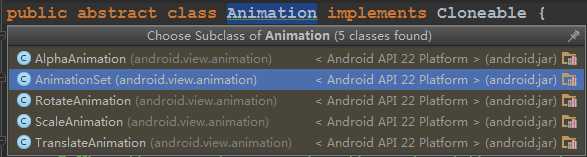 public abstract class Animation implements Cloneable {
Choose Subclass of Animation (5 classes found)
AlphaAnimation (android.view.animation) < Android API 22 Platform > (android.jar)
AnimationSet (android.view.animation) < Android API 22 Platform > (android.jar)
RotateAnimation (android.view.animation) < Android API 22 Platform > (android.jar)
ScaleAnimation (android.view.animation) < Android API 22 Platform > (android.jar)
TranslateAnimation (android.view.animation) < Android API 22 Platform > (android.jar)